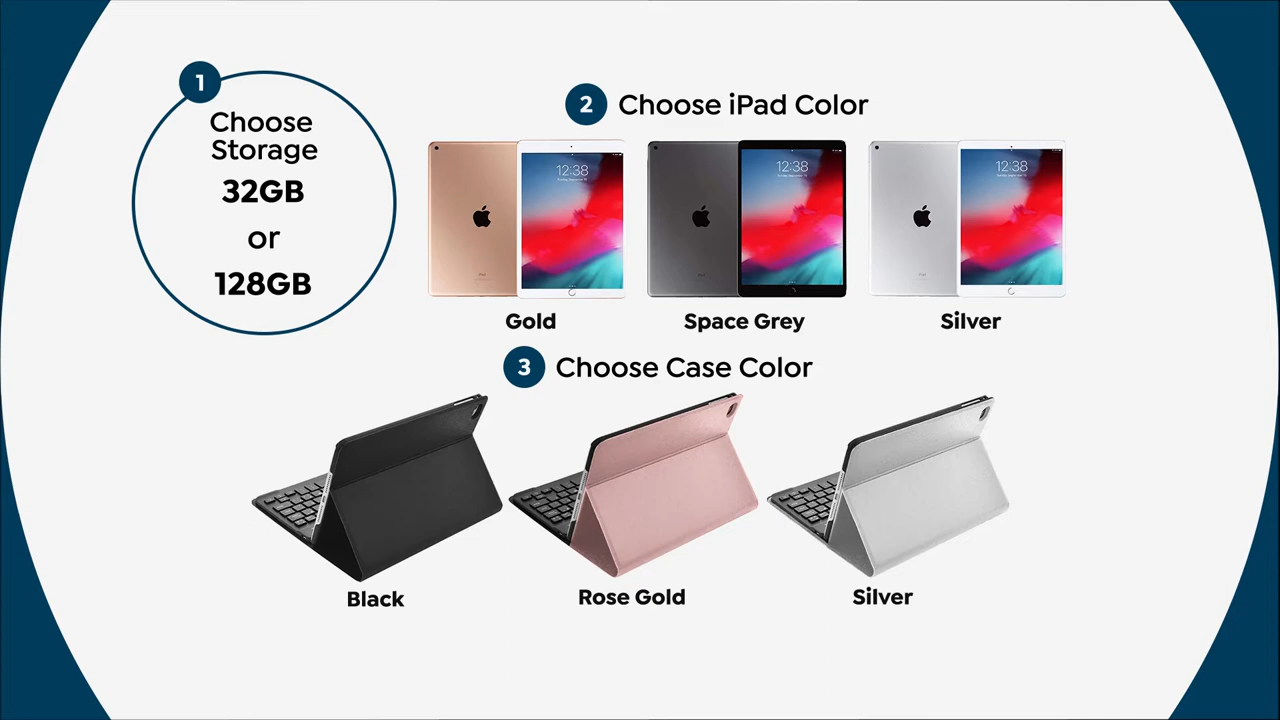 1
Choose
Storage
32GB
or
128GB
2 Choose iPad Color
12:38
12:38
12:38
Gold
Space Grey
Silver
3 Choose Case Color
Black
Rose Gold
Silver